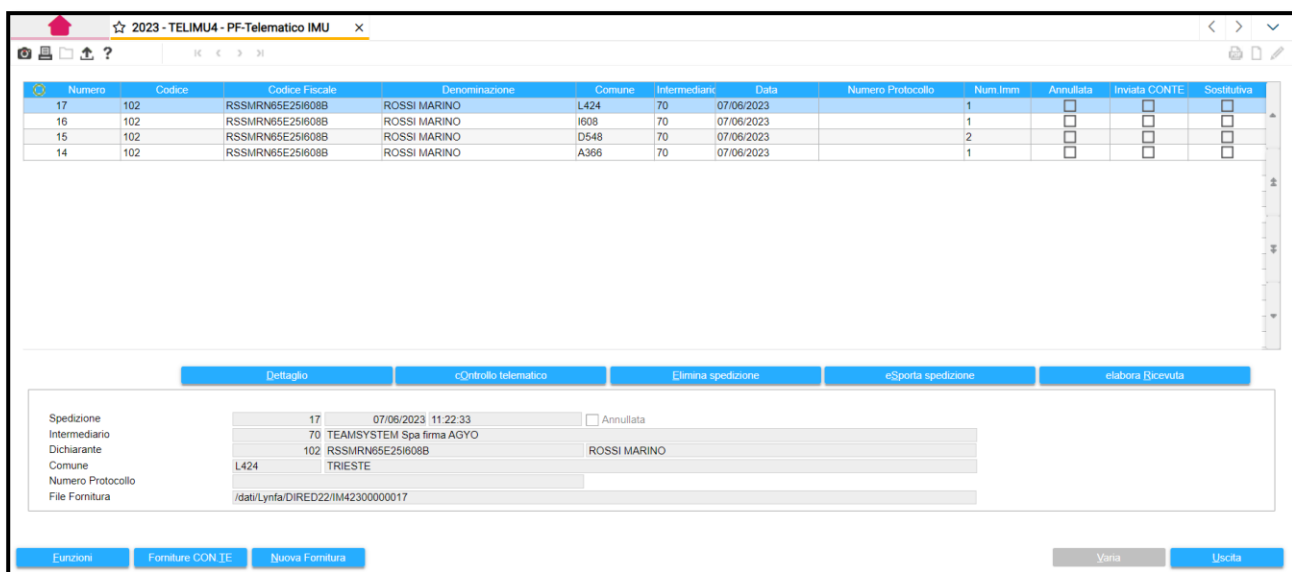 2023 - TELIMU4 - PF-Telematico IMU
Numero Codice Codice Fiscale Denominazione Comune Intermediario Data Numero Protocollo Num.Imm Annullata Inviata CONTE Sostitutiva
17 102 RSSMRN65E25I608B ROSSI MARINO L424 70 07/06/2023 1
16 102 RSSMRN65E25I608B ROSSI MARINO I608 70 07/06/2023 1
15 102 RSSMRN65E25I608B ROSSI MARINO D548 70 07/06/2023 2
14 102 RSSMRN65E25I608B ROSSI MARINO A366 70 07/06/2023 1
Dettaglio cOntrollo telematico Elimina spedizione eSporta spedizione elabora Ricevuta
Spedizione 17 07/06/2023 11:22:33 Annullata
Intermediario 70 TEAMSYSTEM Spa firma AGYO
Dichiarante 102 RSSMRN65E25I608B ROSSI MARINO
Comune L424 TRIESTE
Numero Protocollo
File Fornitura /dati/Lynfa/DIRED22/IM42300000017
Funzioni Forniture CON.TE Nuova Fornitura Varia Uscita